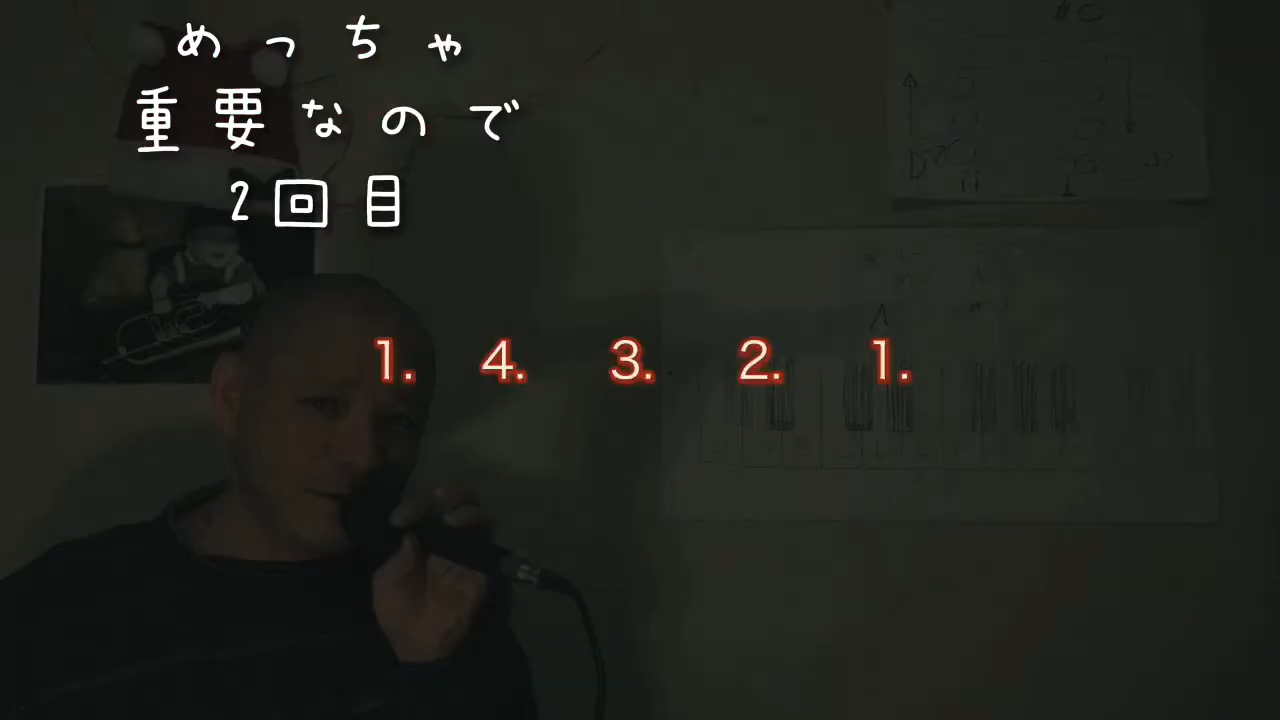 めっちゃ
重要なので
2回目
1. 4. 3. 2. 1.